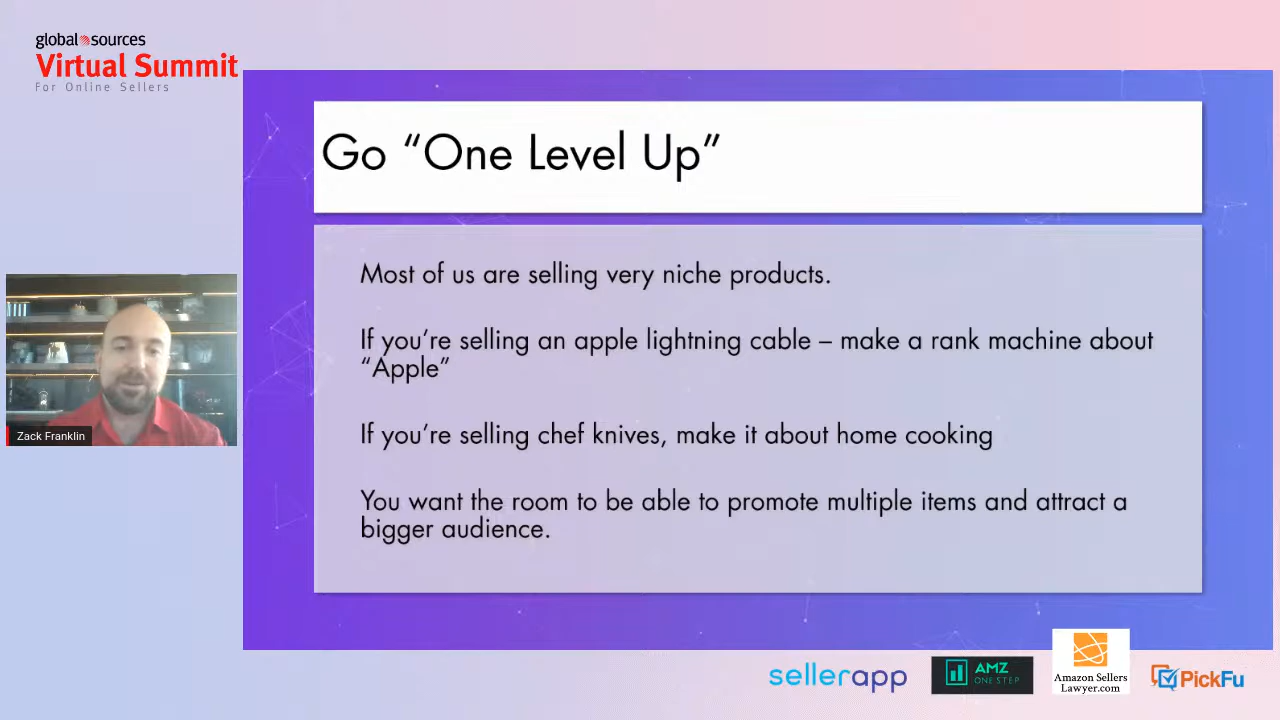 global sources
Virtual Summit
For Online Sellers
Go “One Level Up”
Most of us are selling very niche products.
If you’re selling an apple lightning cable – make a rank machine about
“Apple”
If you’re selling chef knives, make it about home cooking
You want the room to be able to promote multiple items and attract a
bigger audience.
Zack Franklin
sellerapp
AMZ
ONE STEP
Amazon Sellers
Lawyer.com
PickFu